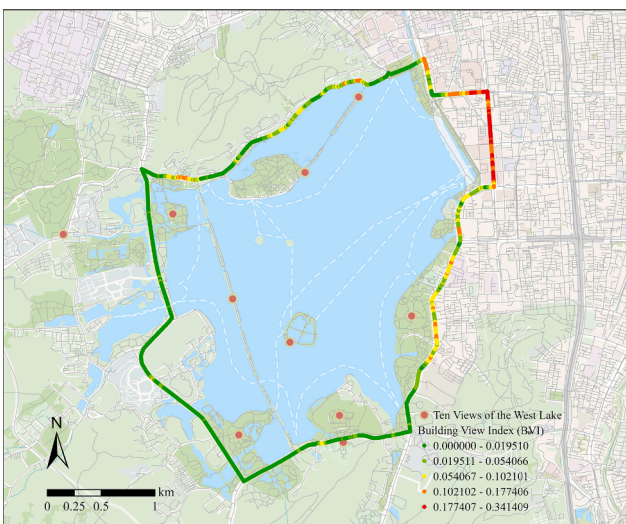 Ten Views of the West Lake
Building View Index (BVI)
0.000000 - 0.019510
0.019511 - 0.054066
0.054067 - 0.102101
0.102102 - 0.177406
0.177407 - 0.341409
N
km
0 0.25 0.5 1